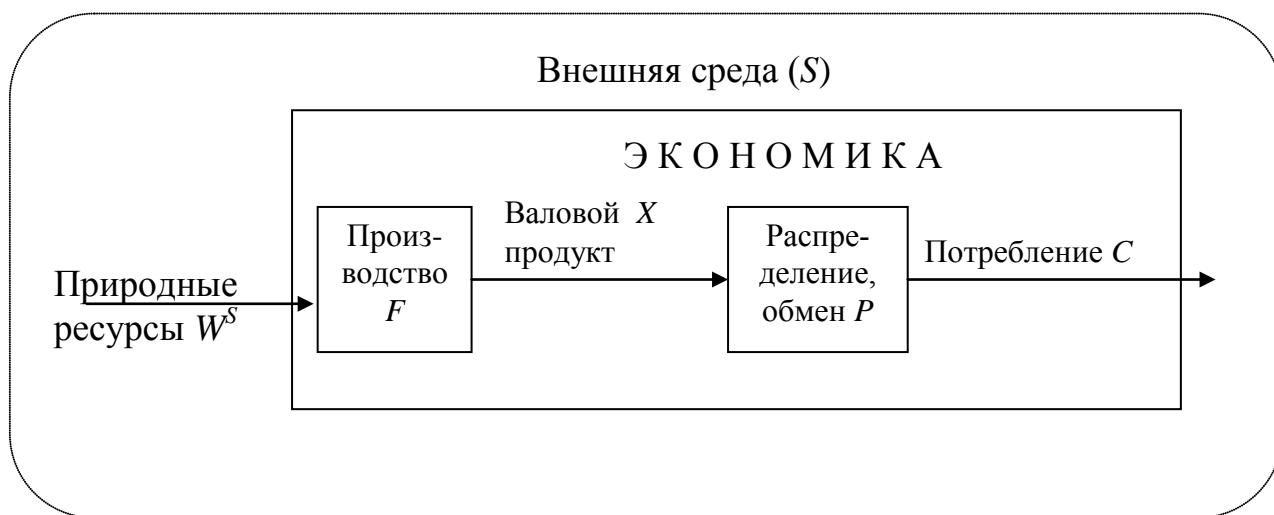 Внешняя среда (S)
Э К О Н О М И К А
Природные
ресурсы W^S
Произ-
водство
F
Валовой X
продукт
Распре-
деление,
обмен P
Потребление C